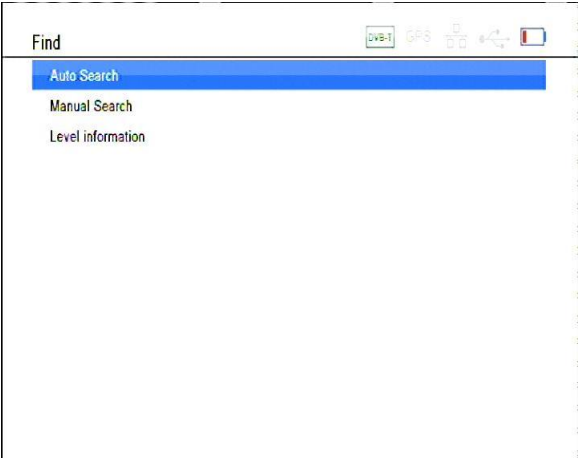 Find
DVB-T GPS
Auto Search
Manual Search
Level information